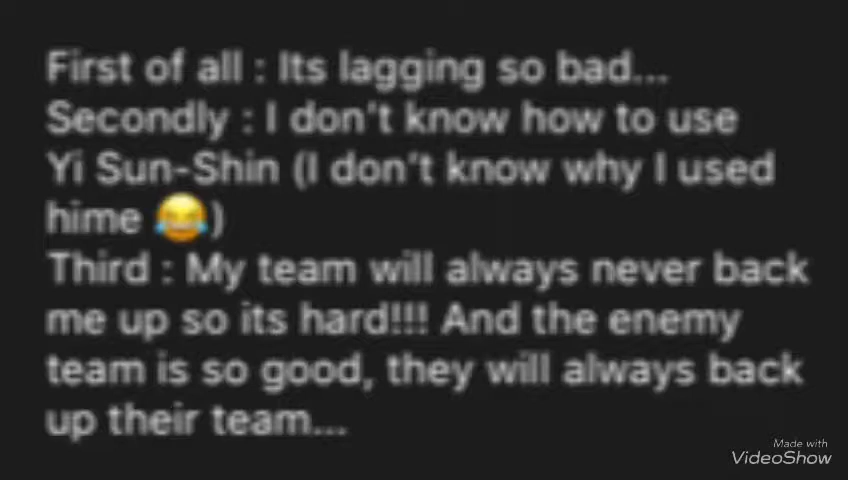 First of all : Its lagging so bad...
Secondly : I don't know how to use
Yi Sun-Shin (I don't know why I used
hime 😂)
Third : My team will always never back
me up so its hard!!! And the enemy
team is so good, they will always back
up their team...
Made with
VideoShow